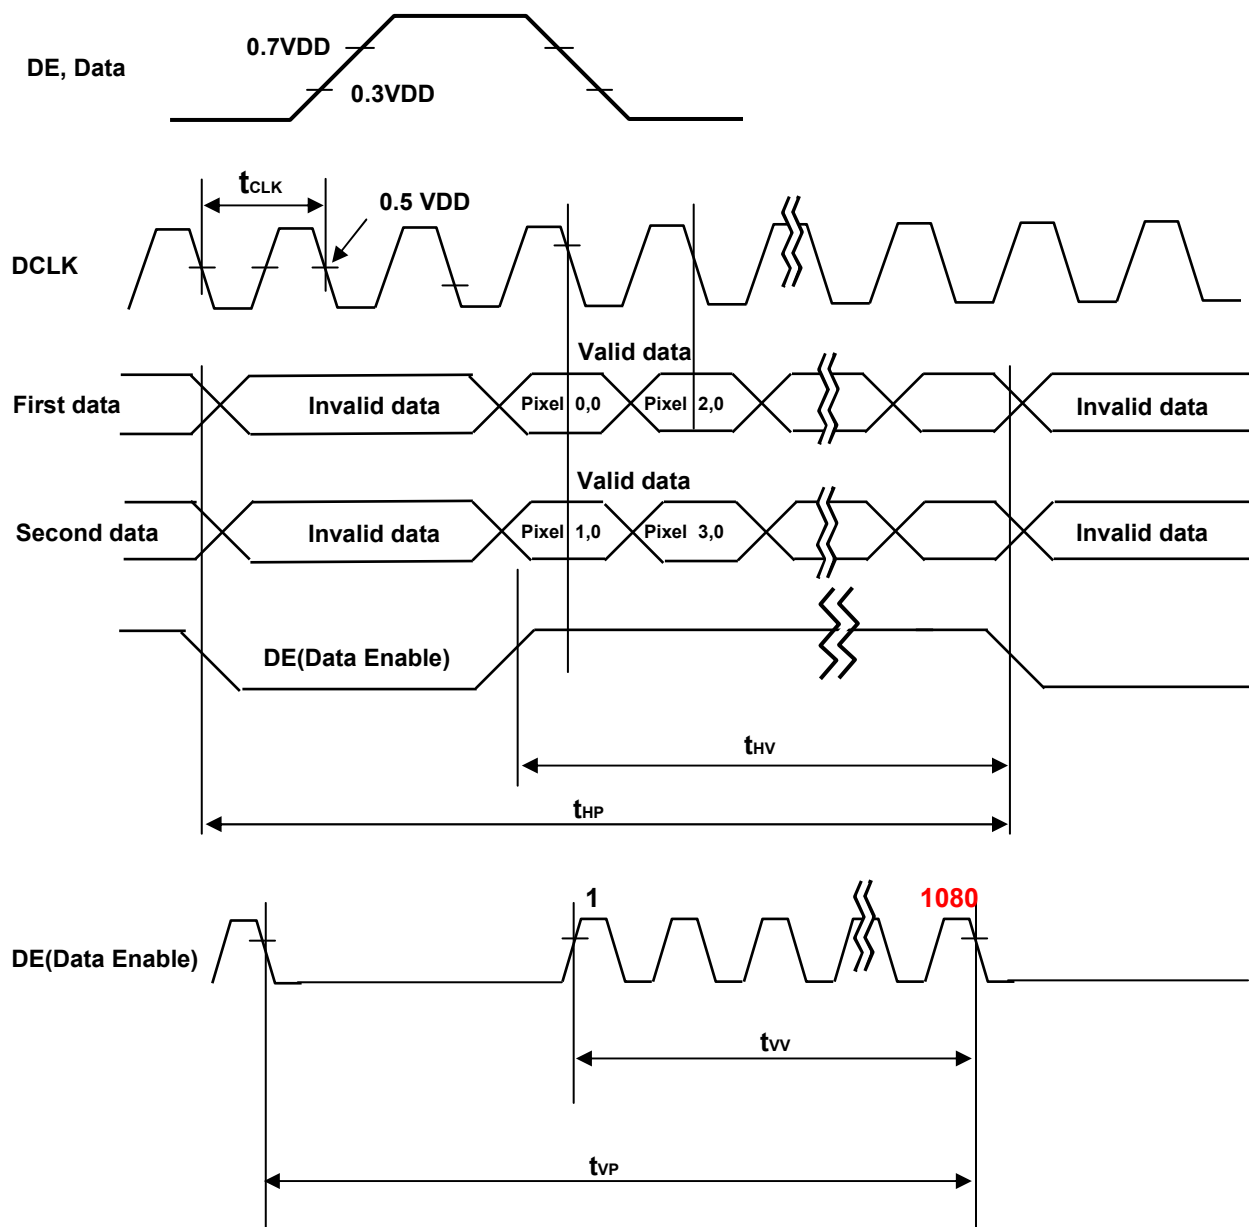 0.7VDD
DE, Data
0.3VDD
tCLK
0.5 VDD
DCLK
Valid data
First data
Invalid data
Pixel 0,0
Pixel 2,0
Invalid data
Valid data
Second data
Invalid data
Pixel 1,0
Pixel 3,0
Invalid data
DE(Data Enable)
tHV
tHP
1
1080
DE(Data Enable)
tVV
tVP